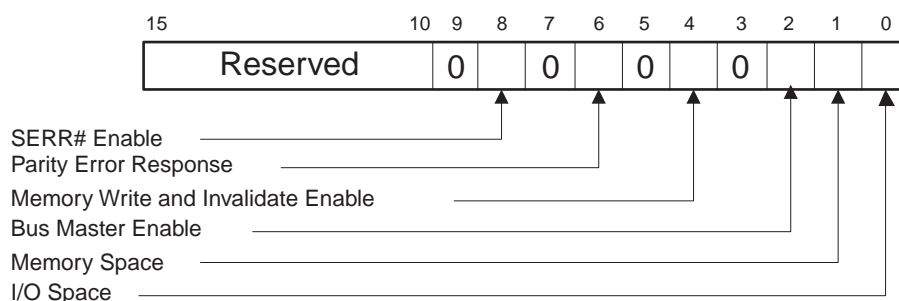 15 10 9 8 7 6 5 4 3 2 1 0
Reserved 0 0 0 0
SERR# Enable
Parity Error Response
Memory Write and Invalidate Enable
Bus Master Enable
Memory Space
I/O Space